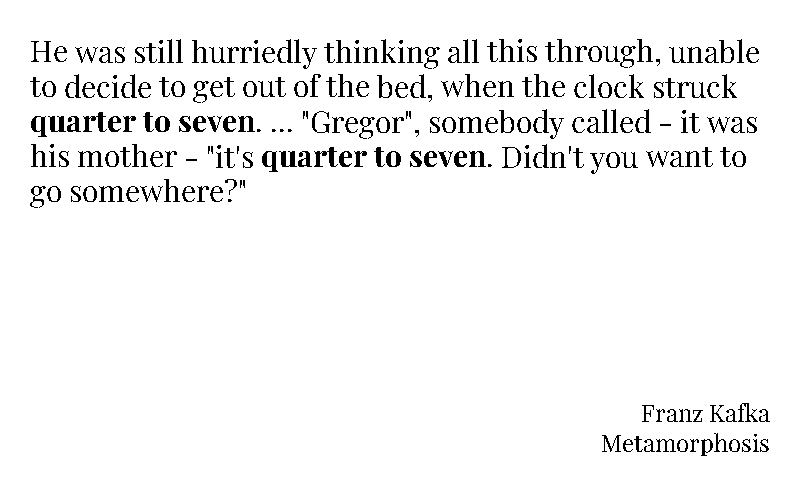 He was still hurriedly thinking all this through, unable
to decide to get out of the bed, when the clock struck
quarter to seven. ... "Gregor", somebody called - it was
his mother - "it's quarter to seven. Didn't you want to
go somewhere?"
Franz Kafka
Metamorphosis